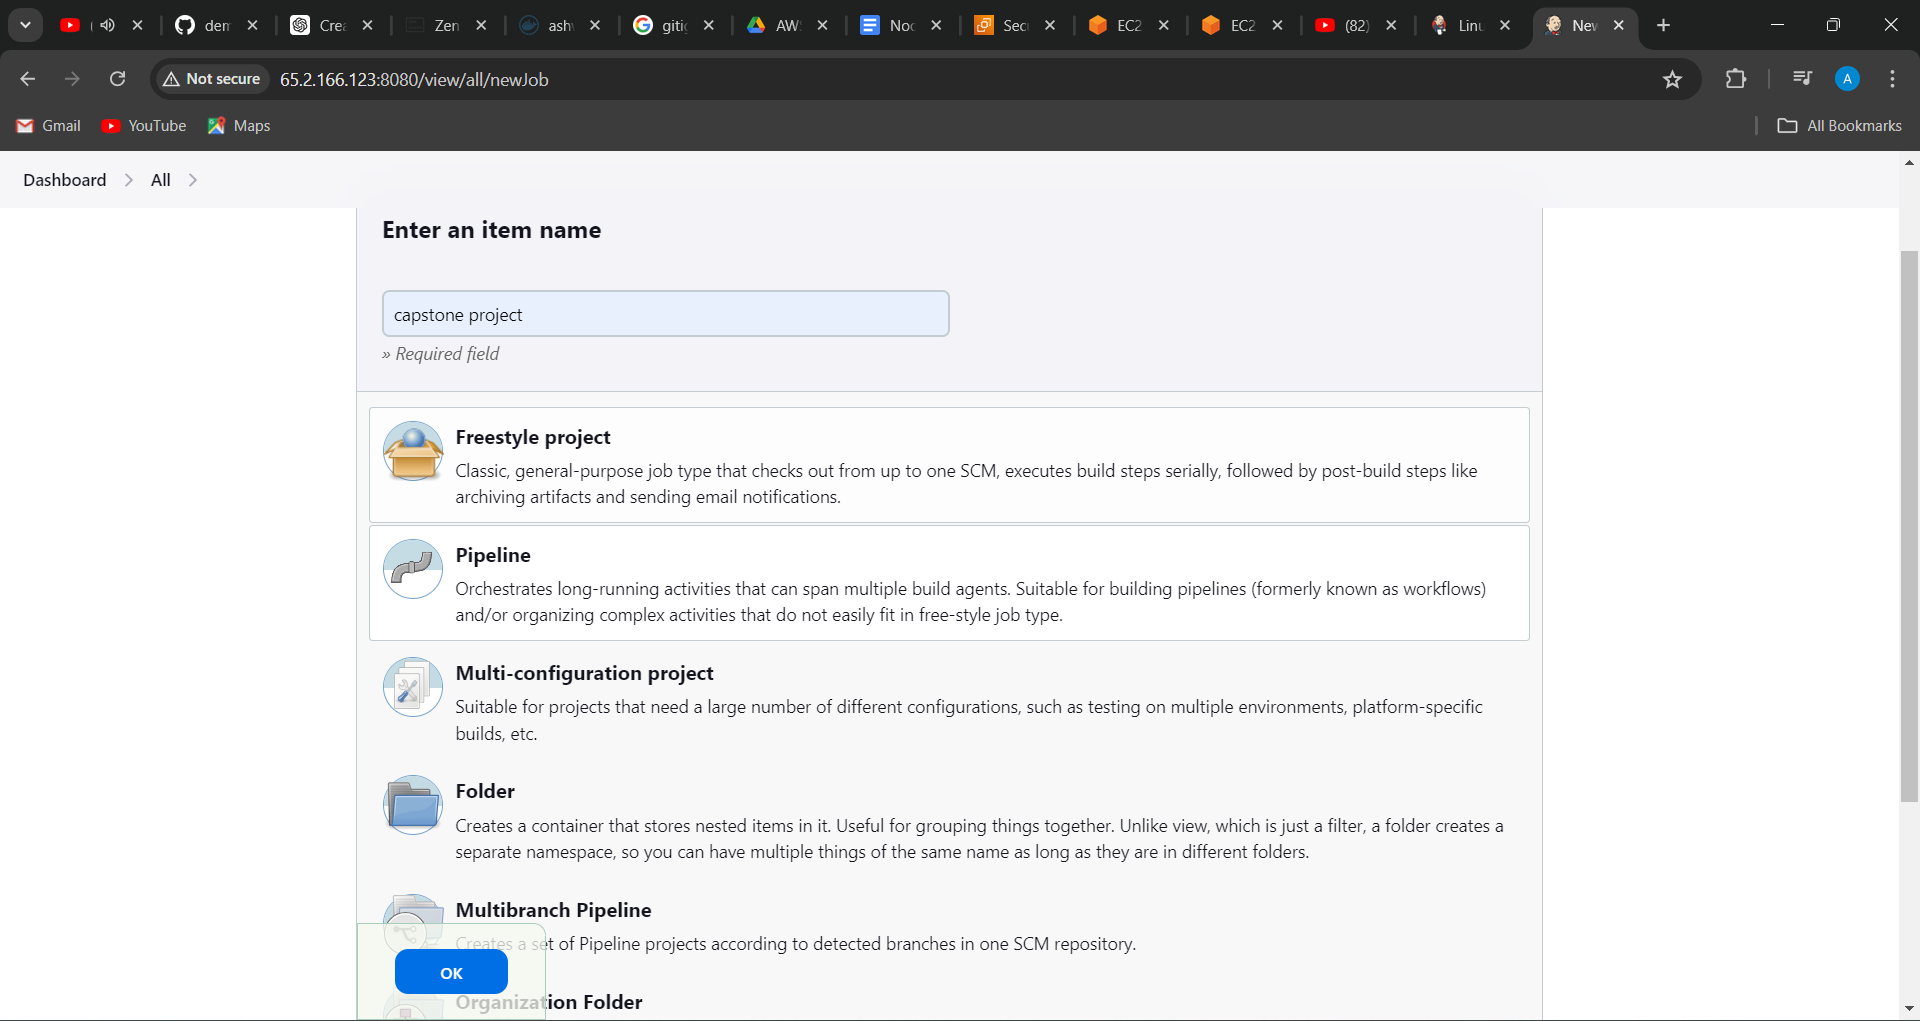 den
Crea
Zen
ash
giti
AW
Noc
Sec
EC2
EC2
(82)
Linu
New
Not secure
65.2.166.123:8080/view/all/newJob
A
Gmail
YouTube
Maps
All Bookmarks
Dashboard
All
Enter an item name
capstone project
» Required field
Freestyle project
Classic, general-purpose job type that checks out from up to one SCM, executes build steps serially, followed by post-build steps like
archiving artifacts and sending email notifications.
Pipeline
Orchestrates long-running activities that can span multiple build agents. Suitable for building pipelines (formerly known as workflows)
and/or organizing complex activities that do not easily fit in free-style job type.
Multi-configuration project
Suitable for projects that need a large number of different configurations, such as testing on multiple environments, platform-specific
builds, etc.
Folder
Creates a container that stores nested items in it. Useful for grouping things together. Unlike view, which is just a filter, a folder creates a
separate namespace, so you can have multiple things of the same name as long as they are in different folders.
Multibranch Pipeline
Creates a set of Pipeline projects according to detected branches in one SCM repository.
OK
Organization Folder